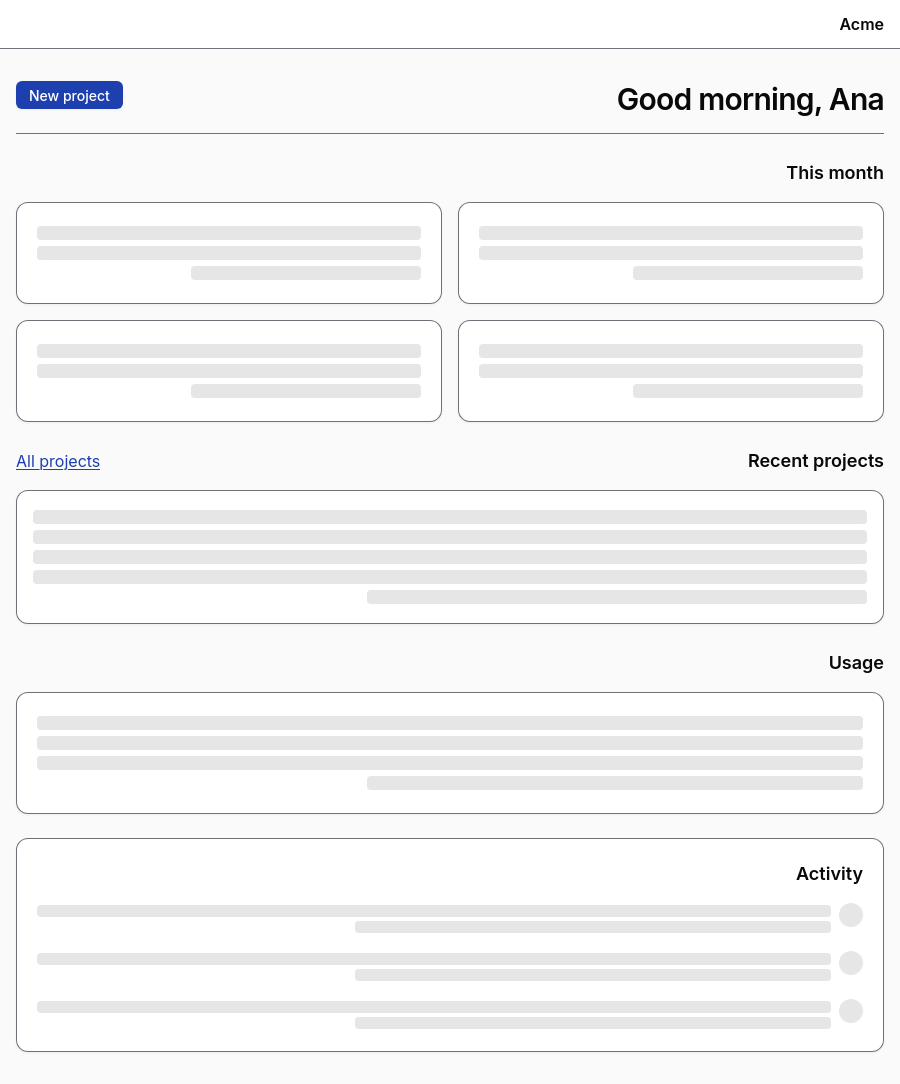 Acme
Good morning, Ana
New project
This month
Recent projects
All projects
Usage
Activity